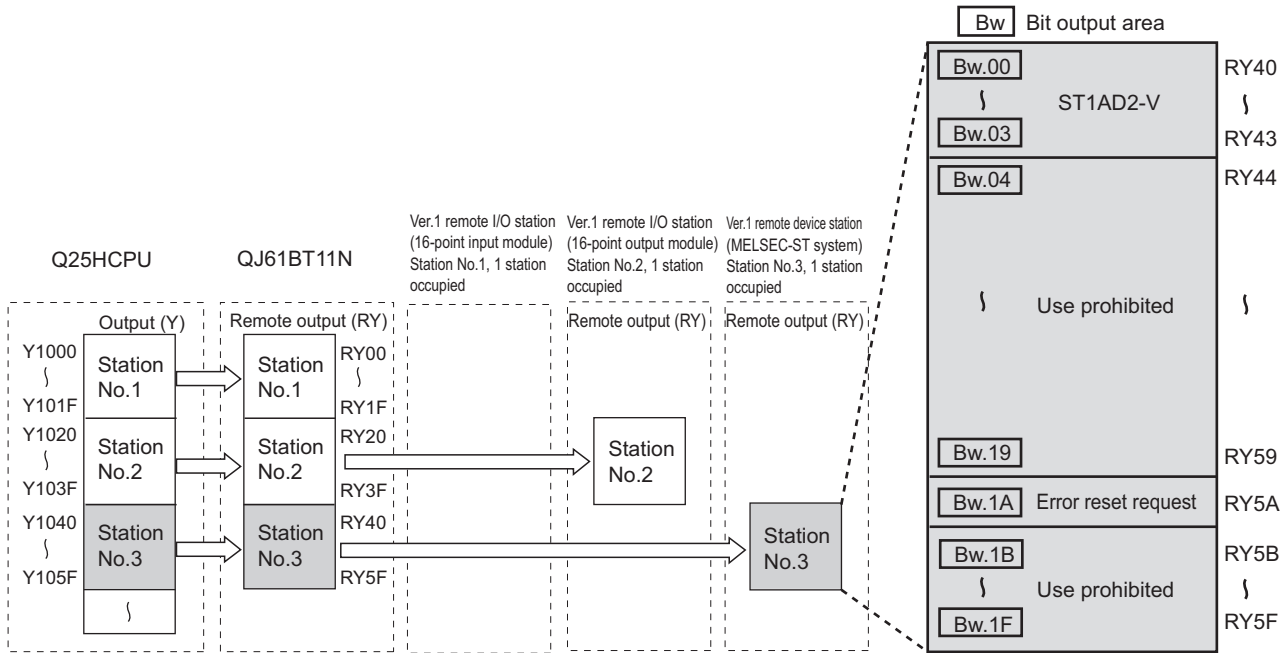 Bw Bit output area
Bw.00 RY40
ST1AD2-V
Bw.03 RY43
Bw.04 RY44
Use prohibited
Bw.19 RY59
Bw.1A Error reset request RY5A
Bw.1B RY5B
Use prohibited
Bw.1F RY5F
Q25HCPU
QJ61BT11N
Ver.1 remote I/O station
(16-point input module)
Station No.1, 1 station
occupied
Ver.1 remote I/O station
(16-point output module)
Station No.2, 1 station
occupied
Ver.1 remote device station
(MELSEC-ST system)
Station No.3, 1 station
occupied
Output (Y)
Remote output (RY)
Remote output (RY)
Remote output (RY)
Y1000
Y101F
Station
No.1
Station
No.1
RY00
RY1F
Y1020
Y103F
Station
No.2
Station
No.2
RY20
RY3F
Station
No.2
Y1040
Y105F
Station
No.3
Station
No.3
RY40
RY5F
Station
No.3